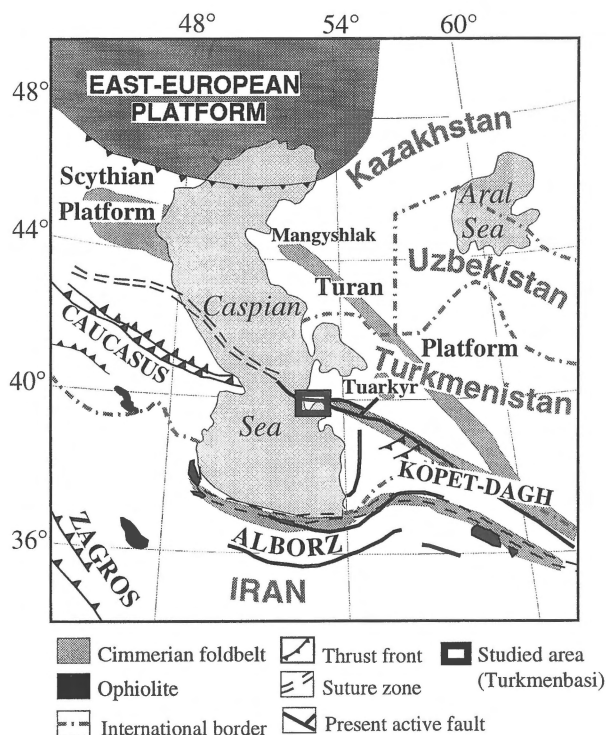 48° 54° 60°
48°
44°
40°
36°
EAST-EUROPEAN
PLATFORM
Kazakhstan
Scythian
Platform
Aral
Sea
Mangyshlak
Uzbekistan
Turan
Caspian
CAUCASUS
Platform
Turkmenistan
Tuarkyr
Sea
KOPET-DAGH
ZAGROS
ALBORZ
IRAN
Cimmerian foldbelt
Thrust front
Studied area
(Turkmenbasi)
Ophiolite
Suture zone
International border
Present active fault